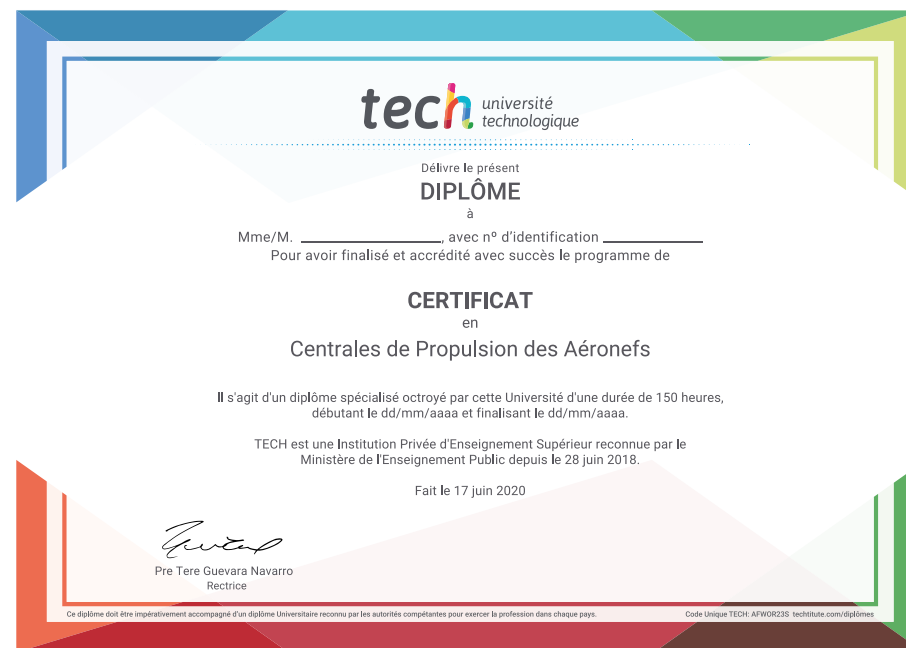 tech université
technologique
Délivre le présent
DIPLÔME
à
Mme/M. ____________________, avec nº d'identification ______________
Pour avoir finalisé et accrédité avec succès le programme de
CERTIFICAT
en
Centrales de Propulsion des Aéronefs
Il s'agit d'un diplôme spécialisé octroyé par cette Université d'une durée de 150 heures,
débutant le dd/mm/aaaa et finalisant le dd/mm/aaaa.
TECH est une Institution Privée d'Enseignement Supérieur reconnue par le
Ministère de l'Enseignement Public depuis le 28 juin 2018.
Fait le 17 juin 2020
Pre Tere Guevara Navarro
Rectrice
Ce diplôme doit être impérativement accompagné d'un diplôme Universitaire reconnu par les autorités compétantes pour exercer la profession dans chaque pays.
Code Unique TECH: AFWOR23S techtitute.com/diplômes